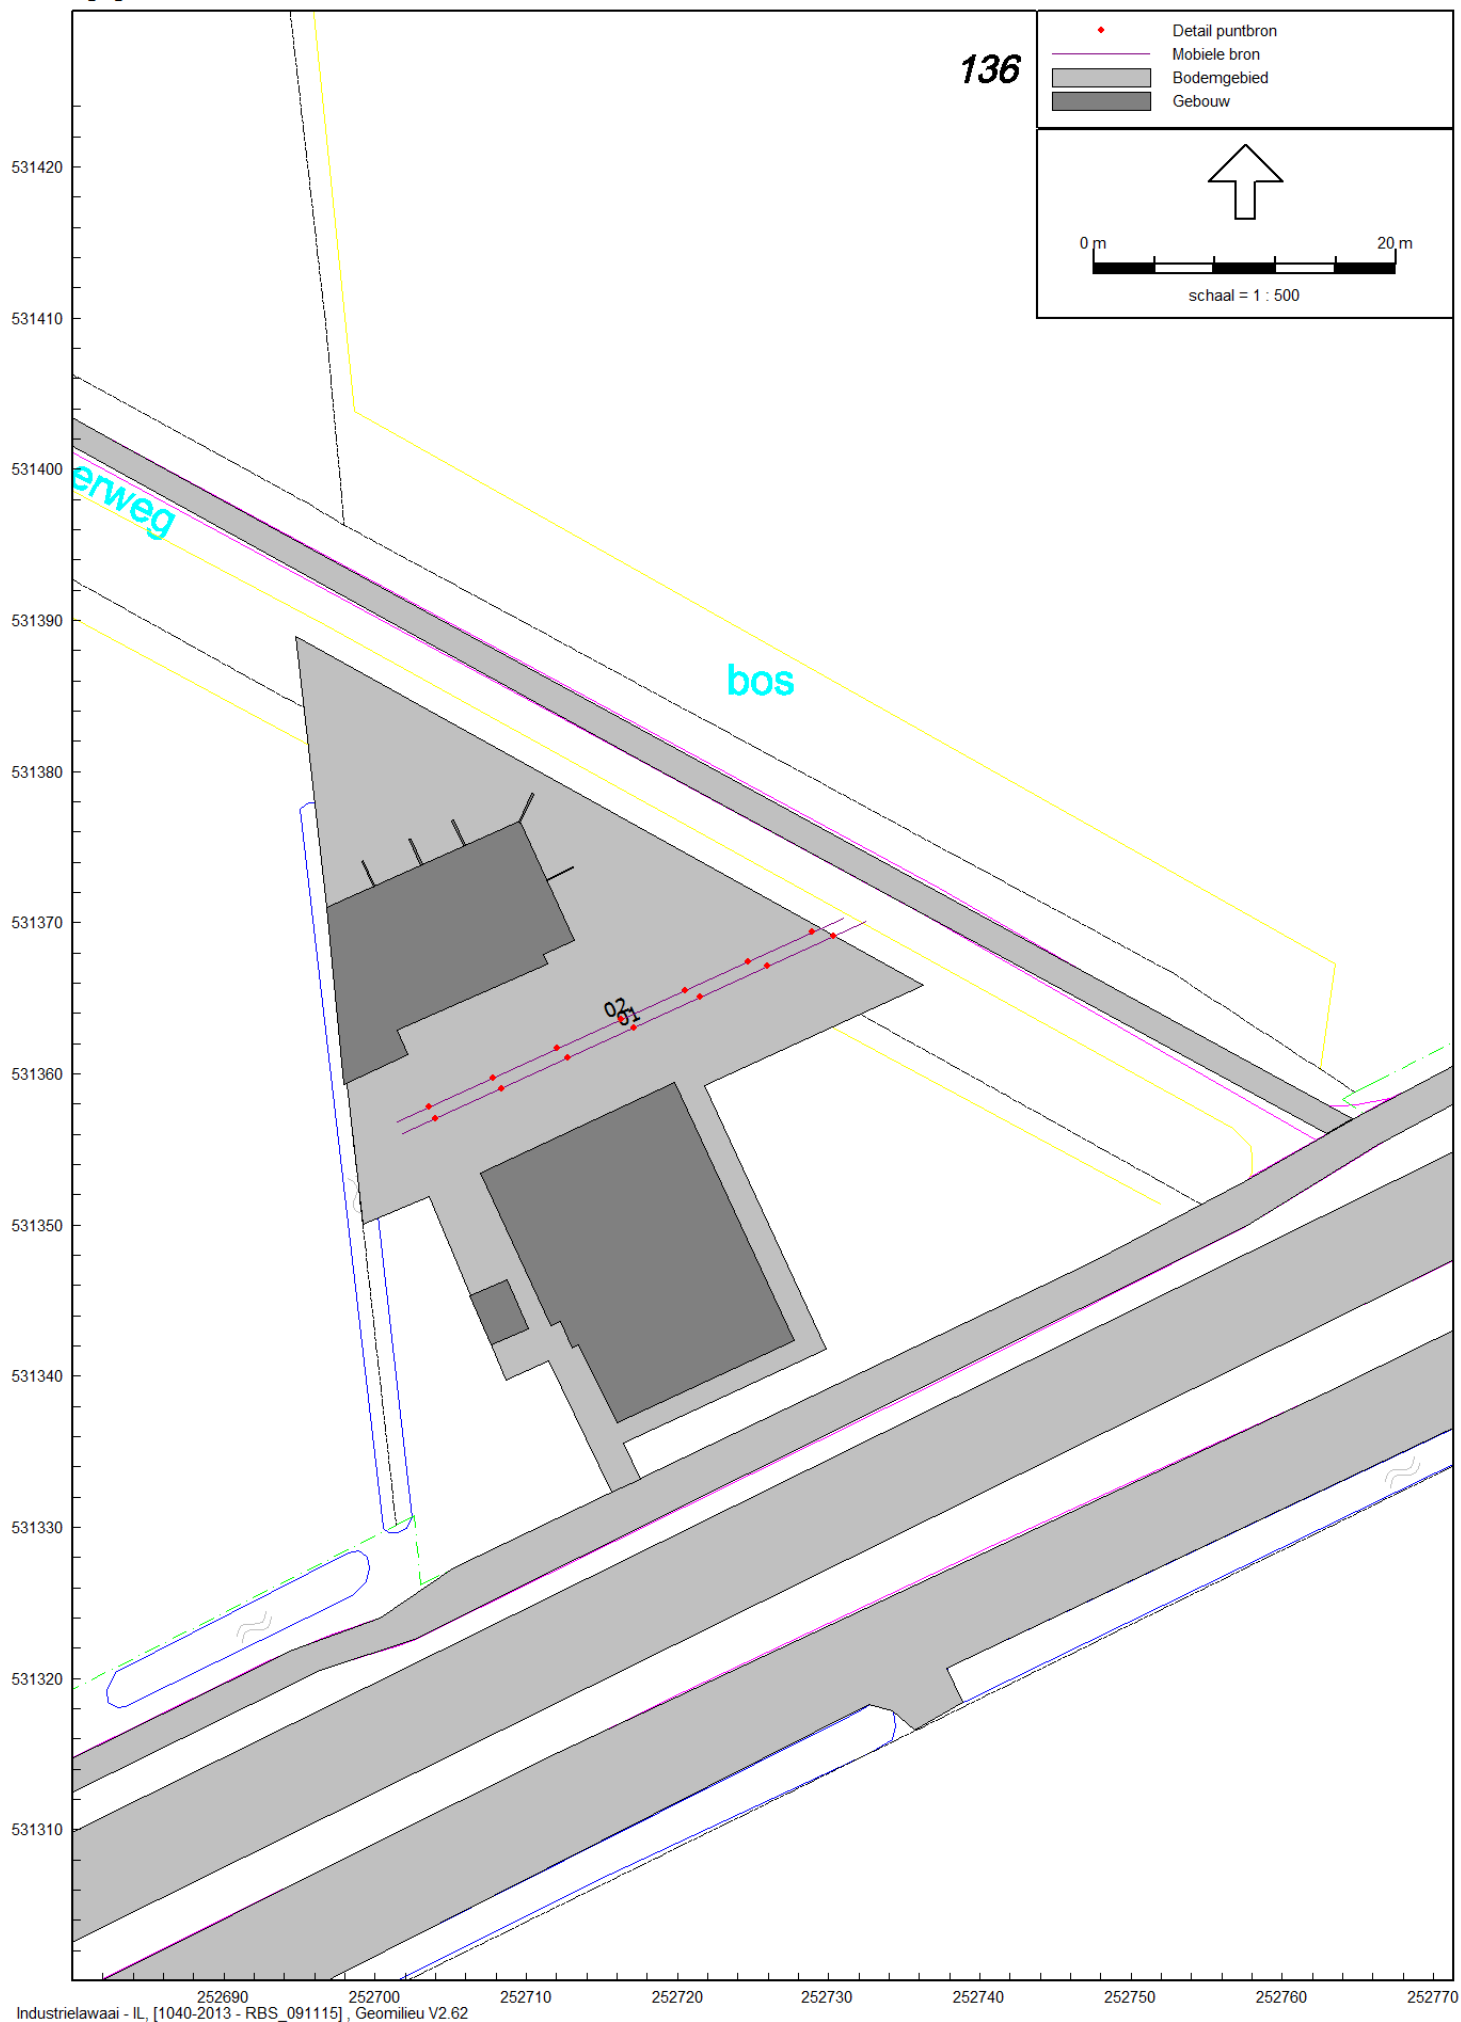 136
Detail puntbron
Mobiele bron
Bodemgebied
Gebouw
0 m 20 m
schaal = 1 : 500
531420
531410
531400
erweg
531390
bos
531380
531370
02
01
531360
531350
531340
531330
531320
531310
252690 252700 252710 252720 252730 252740 252750 252760 252770
Industrielawaai - IL, [1040-2013 - RBS_091115] , Geomilieu V2.62